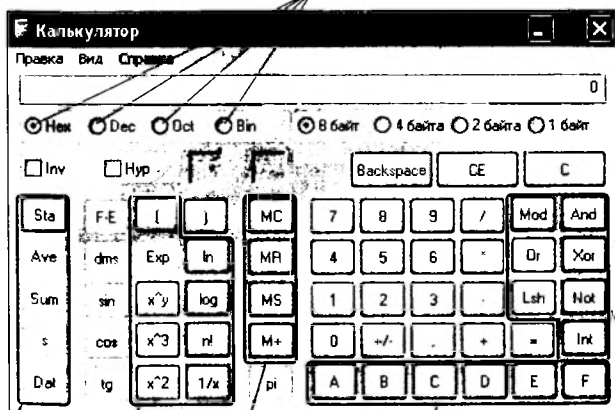 Калькулятор
Правка Вид Справка
0
Hex Dec Oct Bin 8 байт 4 байта 2 байта 1 байт
Inv Hyp Backspace CE C
Sta F-E ( ) MC 7 8 9 / Mod And
Ave dms Exp ln MR 4 5 6 * Or Xor
Sum sin x^y log MS 1 2 3 - Lsh Not
s cos x^3 n! M+ 0 +/- , + = Int
Dat tg x^2 1/x pi A B C D E F